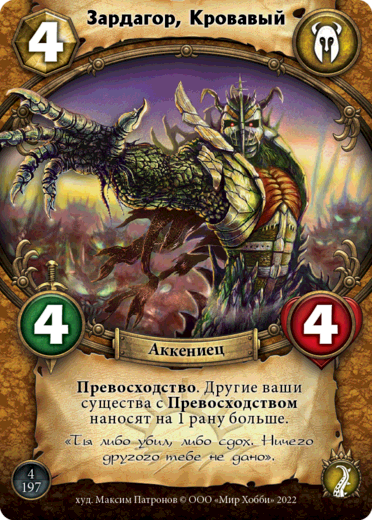 4
Зардагор, Кровавый
4
Аккениец
4
Превосходство. Другие ваши
существа с Превосходством
наносят на 1 рану больше.
«Ты либо убил, либо сдох. Ничего
другого тебе не дано».
4
197
худ. Максим Патронов © ООО «Мир Хобби» 2022